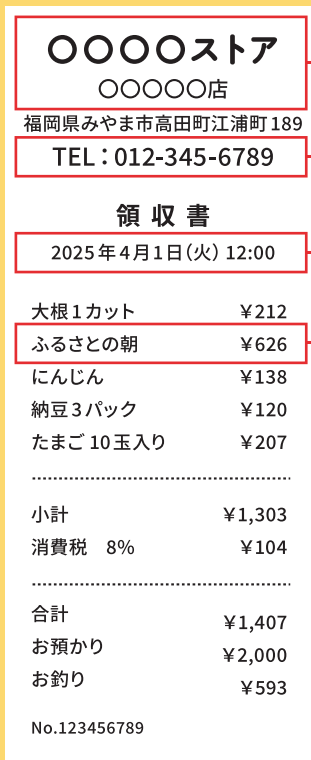 〇〇〇〇ストア
〇〇〇〇〇店
福岡県みやま市高田町江浦町189
TEL：012-345-6789
領収書
2025年4月1日（火）12:00
大根1カット ¥212
ふるさとの朝 ¥626
にんじん ¥138
納豆3パック ¥120
たまご10玉入り ¥207
小計 ¥1,303
消費税　8% ¥104
合計 ¥1,407
お預かり ¥2,000
お釣り ¥593
No.123456789